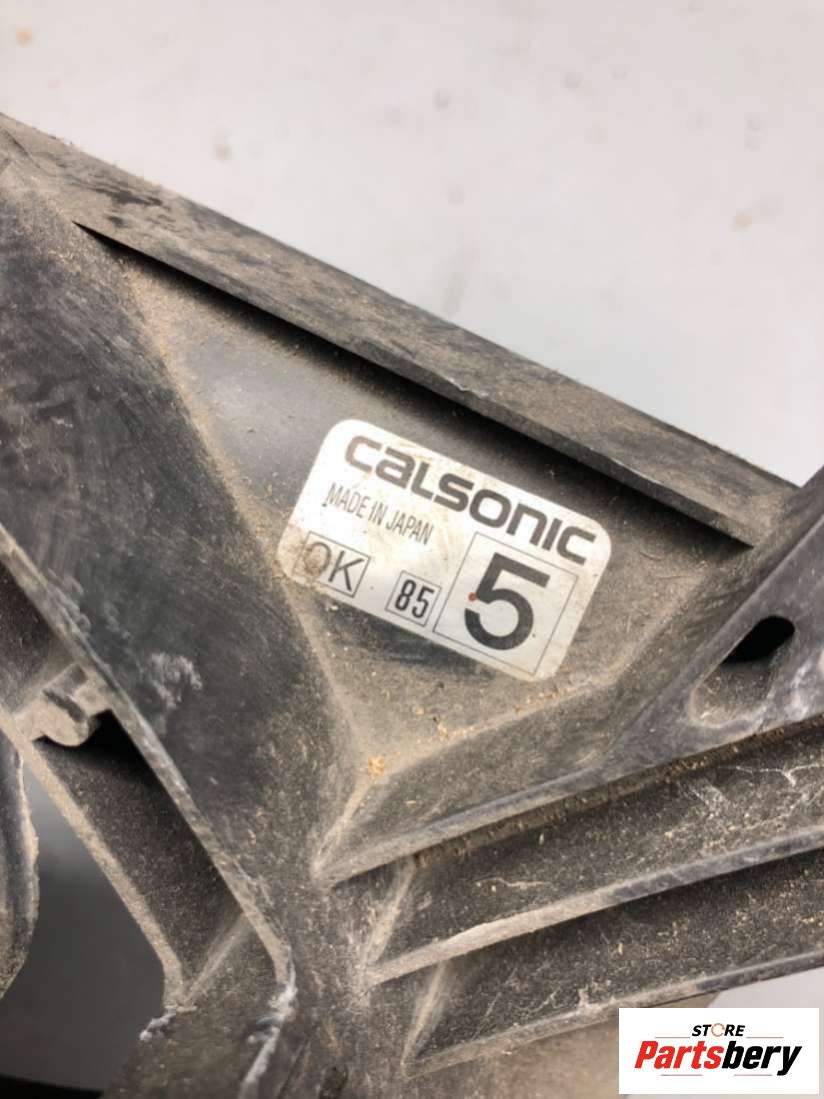 CALSONIC
MADE IN JAPAN
OK 85 5
STORE
Partsbery